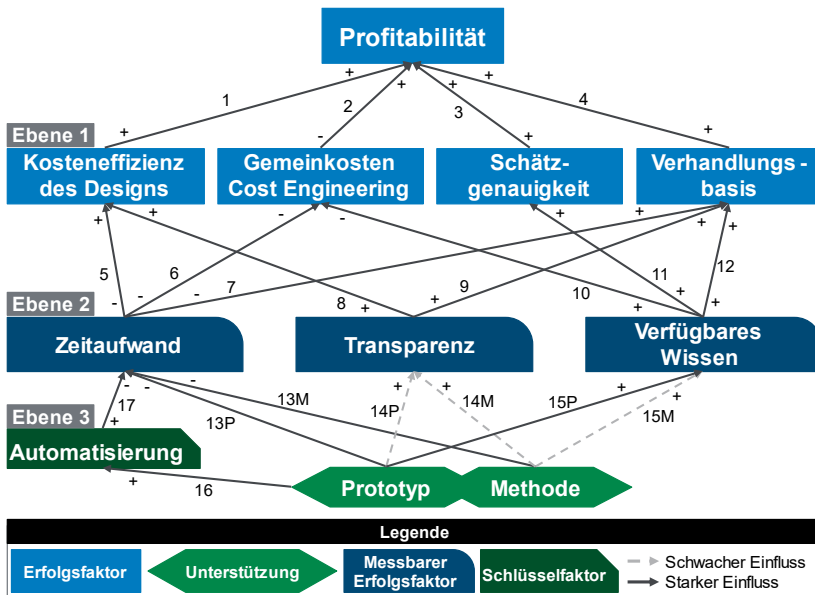 Profitabilität
+ + + +
1 2 3 4
Ebene 1
+ - + +
Kosteneffizienz
des Designs
Gemeinkosten
Cost Engineering
Schätz-
genauigkeit
Verhandlungs -
basis
+ + - - + + + +
5 6 7 8 9 10 11 12
Ebene 2
- - - + + + + +
Zeitaufwand
Transparenz
Verfügbares
Wissen
- - - + + + +
17 13P 13M 14P 14M 15P 15M
Ebene 3
+
Automatisierung
+ 16
Prototyp
Methode
Legende
Erfolgsfaktor
Unterstützung
Messbarer
Erfolgsfaktor
Schlüsselfaktor
Schwacher Einfluss
Starker Einfluss